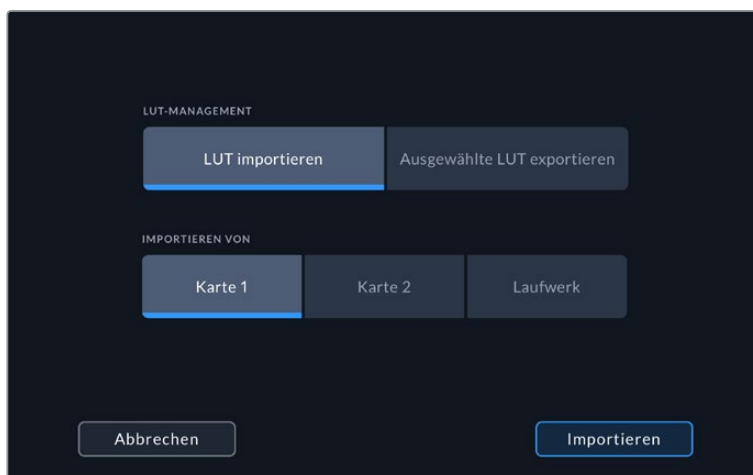 LUT-MANAGEMENT
LUT importieren Ausgewählte LUT exportieren
IMPORTIEREN VON
Karte 1 Karte 2 Laufwerk
Abbrechen Importieren